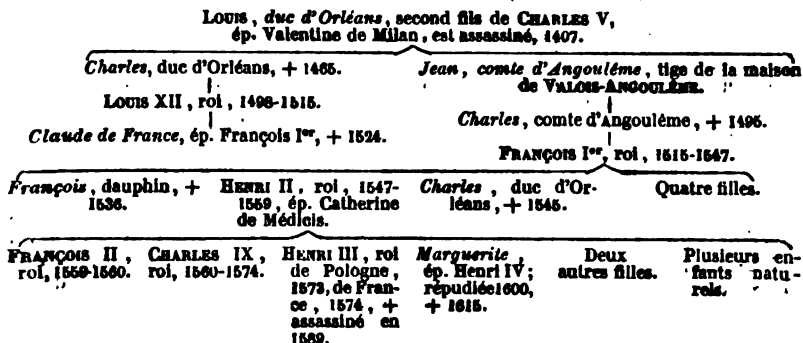 LOUIS, duc d'Orléans, second fils de CHARLES V,
ép. Valentine de Milan, est assassiné, 1407.
Charles, duc d'Orléans, + 1465.
LOUIS XII, roi, 1498-1515.
Claude de France, ép. François Ier, + 1524.
Jean, comte d'Angoulême, tige de la maison
de VALOIS-ANGOULÊME.
Charles, comte d'Angoulême, + 1495.
FRANÇOIS Ier, roi, 1515-1547.
François, dauphin, +
1536.
HENRI II, roi, 1547-
1559, ép. Catherine
de Médicis.
Charles, duc d'Or-
léans, + 1545.
Quatre filles.
FRANÇOIS II,
roi, 1559-1560.
CHARLES IX,
roi, 1560-1574.
HENRI III, roi
de Pologne,
1573, de Fran-
ce, 1574, +
assassiné en
1589.
Marguerite,
ép. Henri IV;
répudiée 1600,
+ 1615.
Deux
autres filles.
Plusieurs en-
fants natu-
rels.